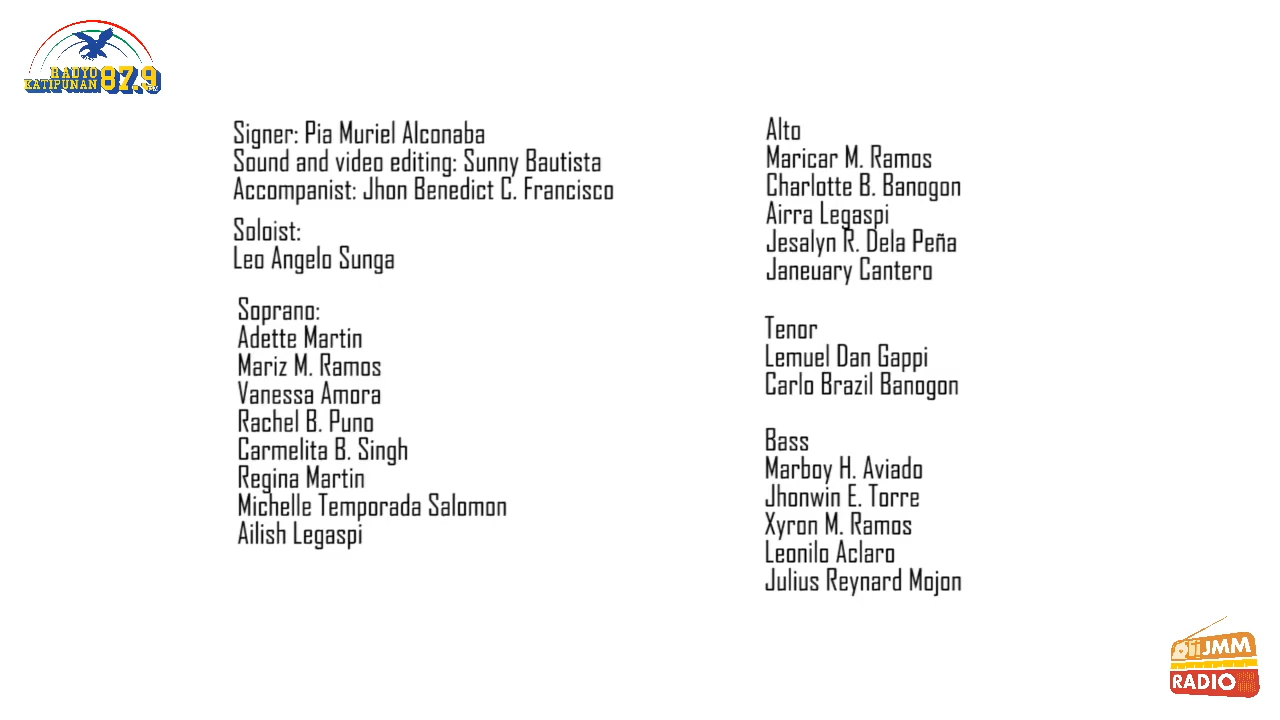 RADYO
KATIPUNAN 87.9
Signer: Pia Muriel Alconaba
Sound and video editing: Sunny Bautista
Accompanist: Jhon Benedict C. Francisco
Soloist:
Leo Angelo Sunga
Soprano:
Adette Martin
Mariz M. Ramos
Vanessa Amora
Rachel B. Puno
Carmelita B. Singh
Regina Martin
Michelle Temporada Salomon
Ailish Legaspi
Alto
Maricar M. Ramos
Charlotte B. Banogon
Airra Legaspi
Jesalyn R. Dela Peña
Janeuary Cantero
Tenor
Lemuel Dan Gappi
Carlo Brazil Banogon
Bass
Marboy H. Aviado
Jhonwin E. Torre
Xyron M. Ramos
Leonilo Aclaro
Julius Reynard Mojon
JMM
RADIO